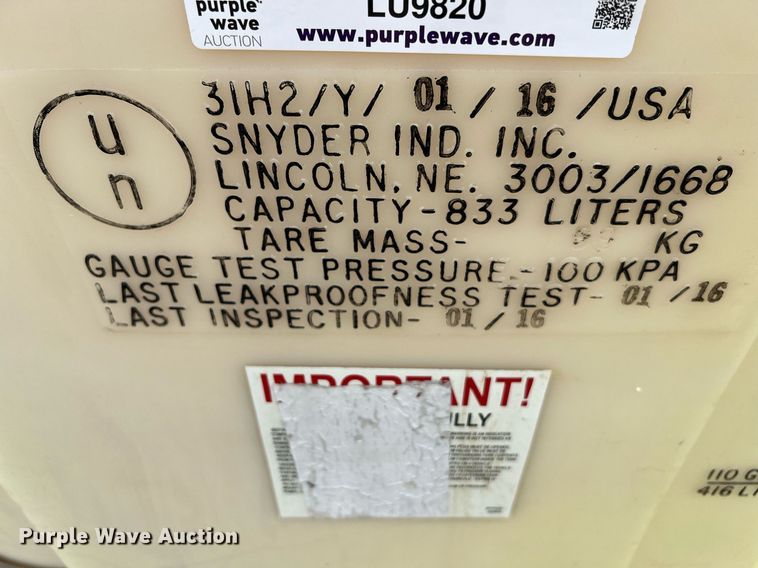 purple
wave
AUCTION
LU9820
www.purplewave.com
un
31H2/Y/ 01 / 16 /USA
SNYDER IND. INC.
LINCOLN, NE. 3003/1668
CAPACITY-833 LITERS
TARE MASS- KG
GAUGE TEST PRESSURE-100 KPA
LAST LEAKPROOFNESS TEST- 01 / 16
LAST INSPECTION- 01 / 16
110 G
416 LI
Purple Wave Auction